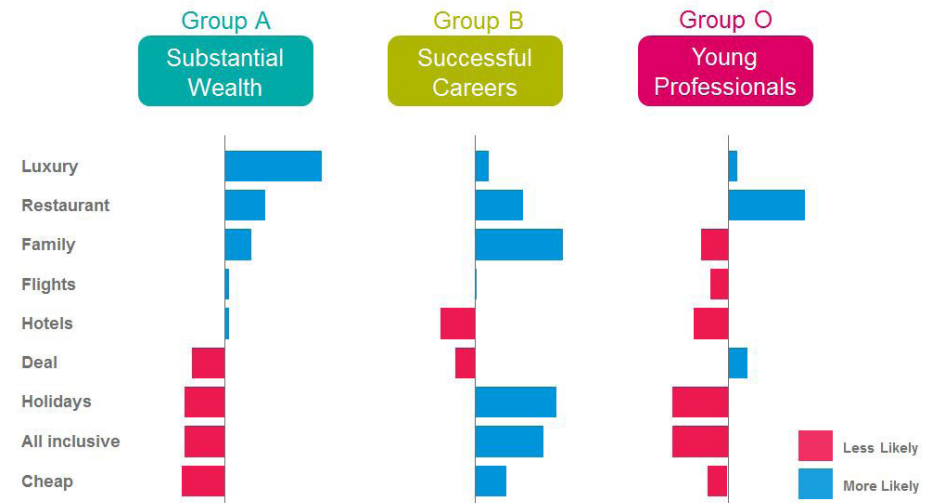 Group A
Group B
Group O
Substantial
Wealth
Successful
Careers
Young
Professionals
Luxury
Restaurant
Family
Flights
Hotels
Deal
Holidays
All inclusive
Cheap
Less Likely
More Likely